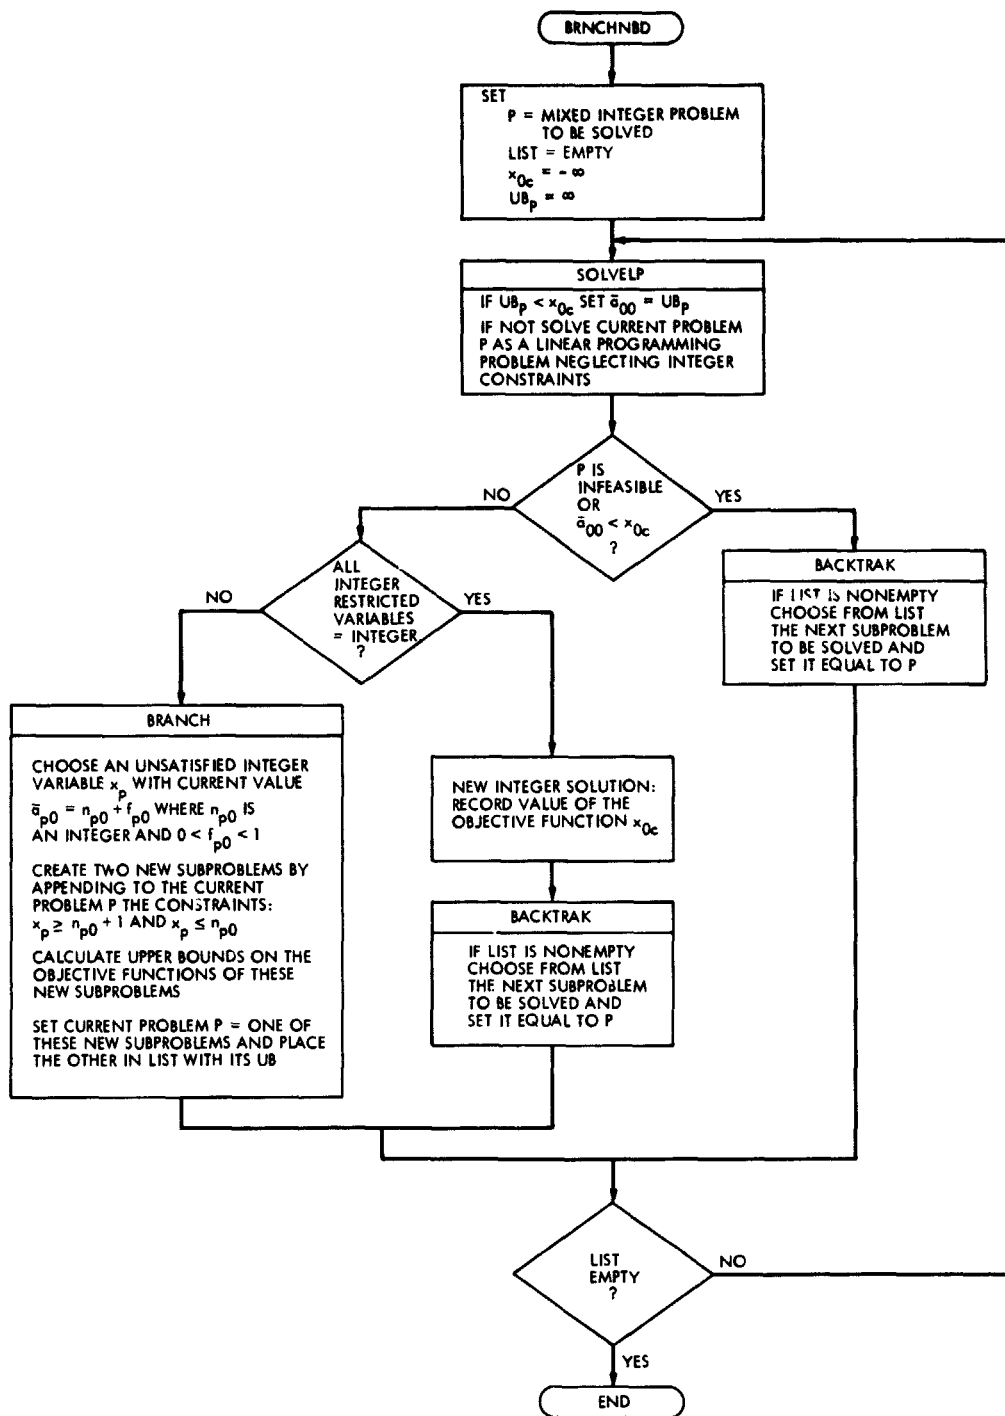 BRNCHNBD
SET
P = MIXED INTEGER PROBLEM
TO BE SOLVED
LIST = EMPTY
x0c = - ∞
UBp = ∞
SOLVELP
IF UBp < x0c SET ā00 = UBp
IF NOT SOLVE CURRENT PROBLEM
P AS A LINEAR PROGRAMMING
PROBLEM NEGLECTING INTEGER
CONSTRAINTS
P IS
INFEASIBLE
OR
ā00 < x0c
?
NO
YES
ALL
INTEGER
RESTRICTED
VARIABLES
= INTEGER
?
NO
YES
BACKTRAK
IF LIST IS NONEMPTY
CHOOSE FROM LIST
THE NEXT SUBPROBLEM
TO BE SOLVED AND
SET IT EQUAL TO P
BRANCH
CHOOSE AN UNSATISFIED INTEGER
VARIABLE xp WITH CURRENT VALUE
āp0 = np0 + fp0 WHERE np0 IS
AN INTEGER AND 0 < fp0 < 1
CREATE TWO NEW SUBPROBLEMS BY
APPENDING TO THE CURRENT
PROBLEM P THE CONSTRAINTS:
xp ≥ np0 + 1 AND xp ≤ np0
CALCULATE UPPER BOUNDS ON THE
OBJECTIVE FUNCTIONS OF THESE
NEW SUBPROBLEMS
SET CURRENT PROBLEM P = ONE OF
THESE NEW SUBPROBLEMS AND PLACE
THE OTHER IN LIST WITH ITS UB
NEW INTEGER SOLUTION:
RECORD VALUE OF THE
OBJECTIVE FUNCTION x0c
BACKTRAK
IF LIST IS NONEMPTY
CHOOSE FROM LIST
THE NEXT SUBPROBLEM
TO BE SOLVED AND
SET IT EQUAL TO P
LIST
EMPTY
?
NO
YES
END